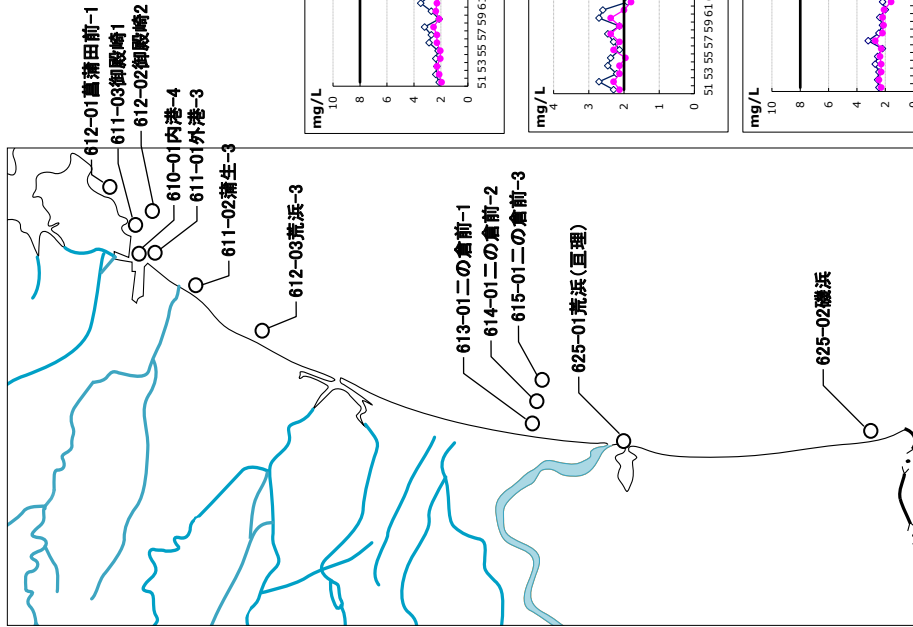 612-01菖蒲田前-1
611-03御殿崎1
612-02御殿崎2
610-01内港-4
611-01外港-3
611-02蒲生-3
612-03荒浜-3
613-01二の倉前-1
614-01二の倉前-2
615-01二の倉前-3
625-01荒浜(亘理)
625-02磯浜
mg/L
10
8
6
4
2
0
51 53 55 57 59
mg/L
4
3
2
1
0
51 53 55 57 59 61
mg/L
10
8
6
4
2